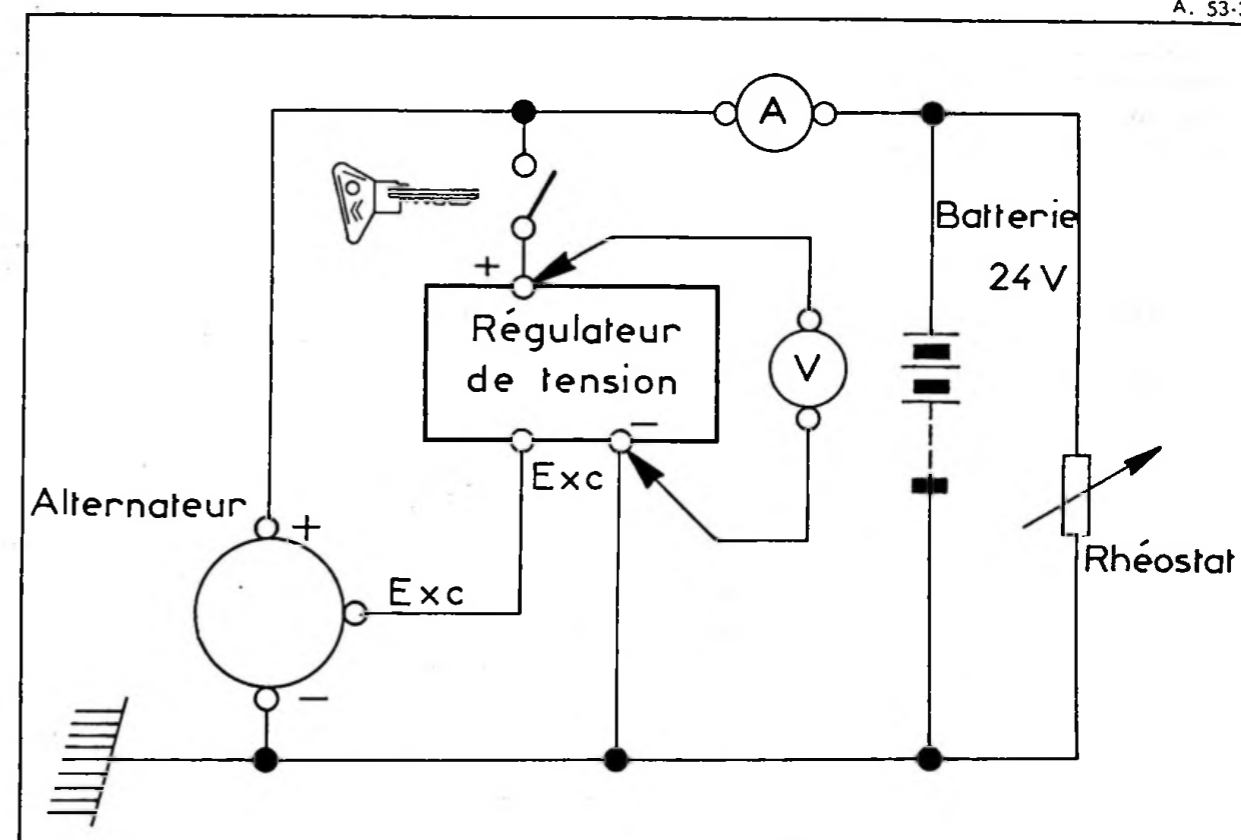 A. 53-
A
Batterie
24 V
+
Régulateur
de tension
V
−
Exc
Alternateur
+
Exc
Rhéostat
−